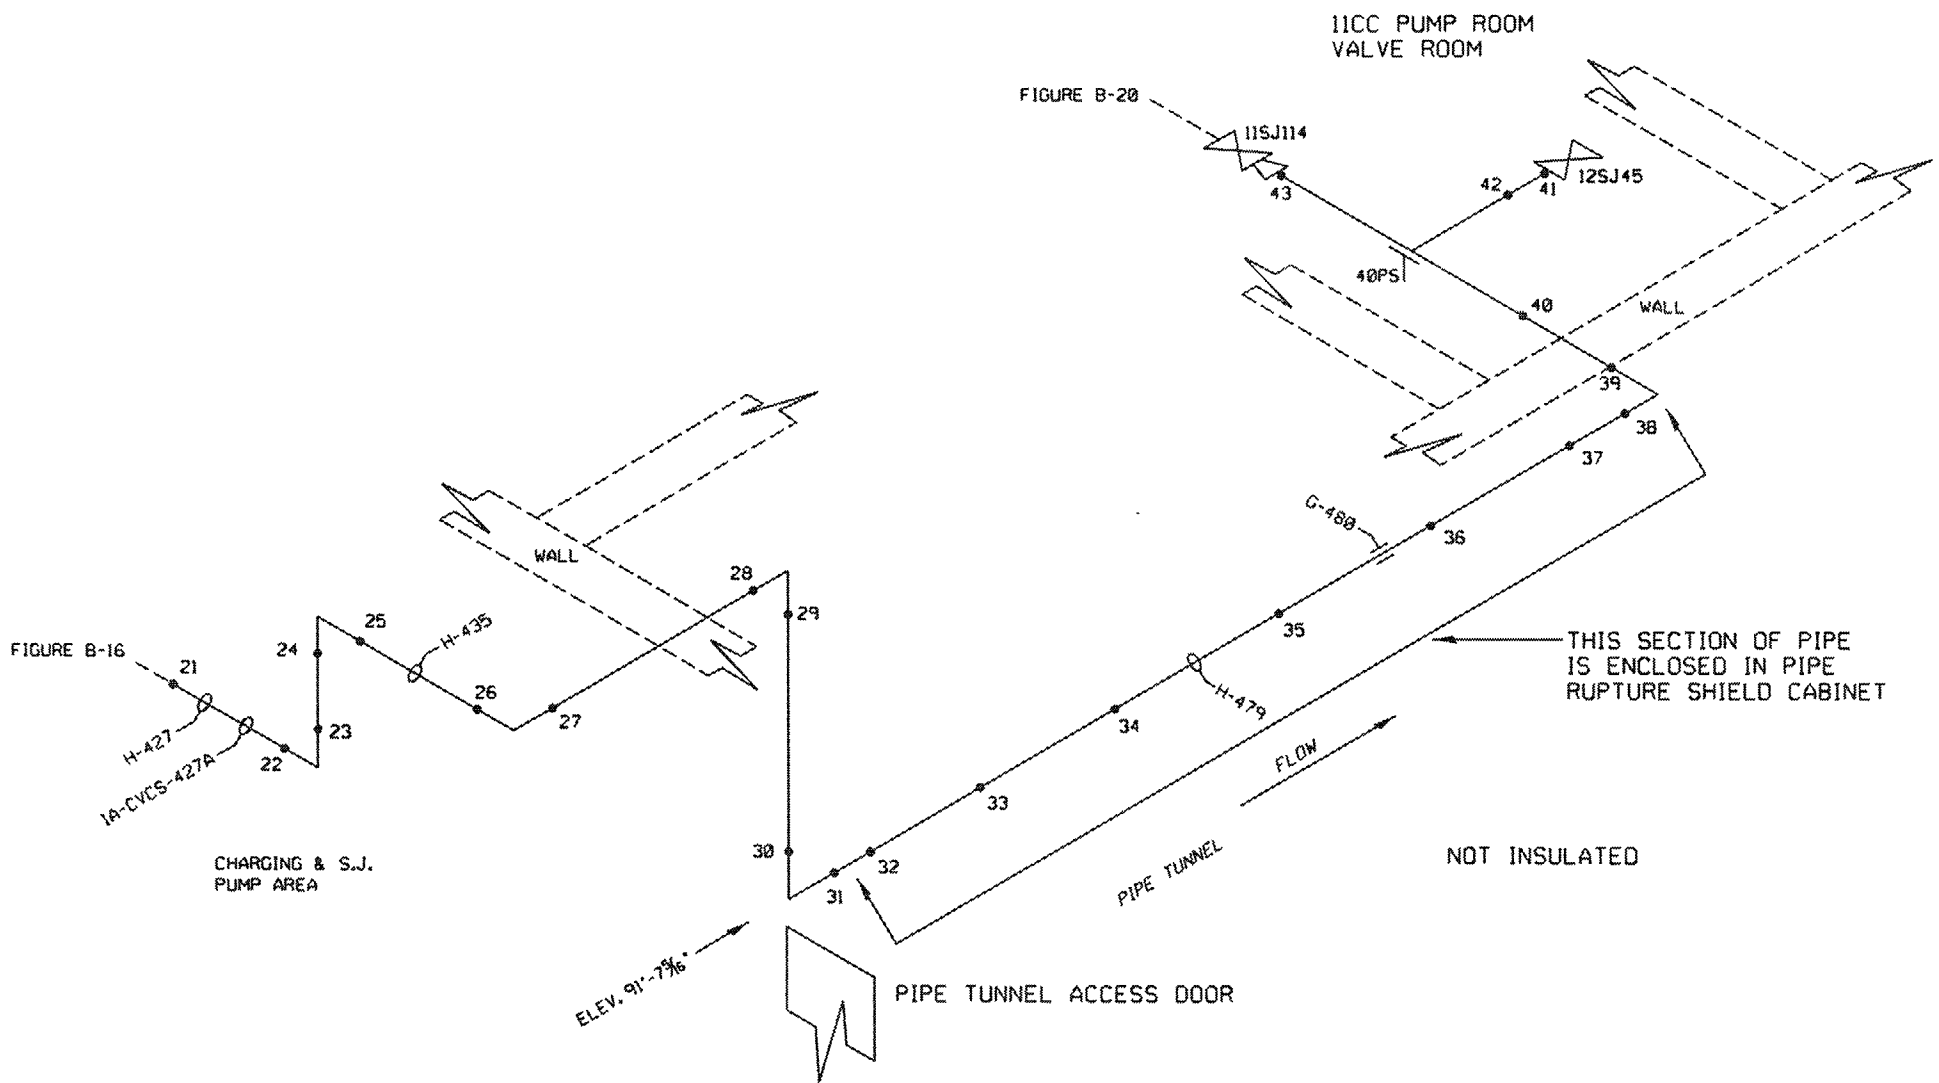 11CC PUMP ROOM
VALVE ROOM
FIGURE B-20
11SJ114
43
42
41
12SJ45
40PS
40
WALL
39
38
37
G-480
36
35
THIS SECTION OF PIPE
IS ENCLOSED IN PIPE
RUPTURE SHIELD CABINET
H-479
34
33
FLOW
PIPE TUNNEL
NOT INSULATED
WALL
28
29
H-435
25
24
FIGURE B-16
21
26
27
23
22
H-427
1A-CVCS-427A
CHARGING & S.J.
PUMP AREA
30
32
31
ELEV. 91'-7 5/16"
PIPE TUNNEL ACCESS DOOR